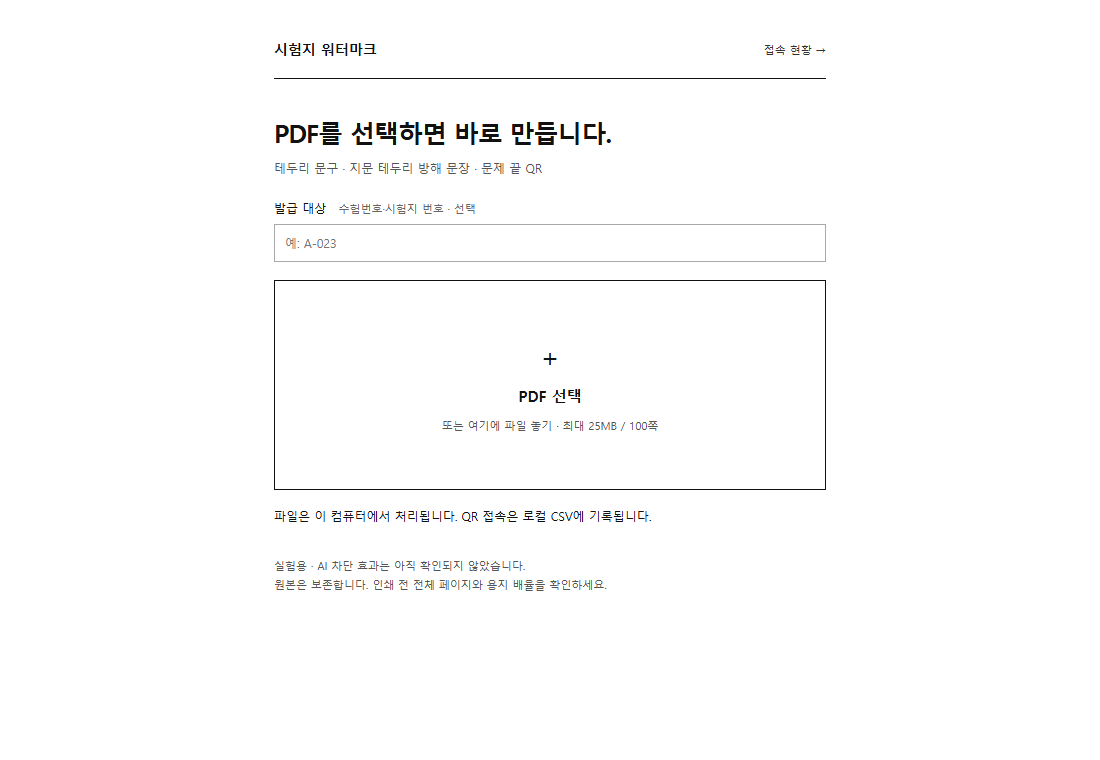 시험지 워터마크
접속 현황 →
PDF를 선택하면 바로 만듭니다.
테두리 문구 · 지문 테두리 방해 문장 · 문제 끝 QR
발급 대상 수험번호·시험지 번호 · 선택
예: A-023
+
PDF 선택
또는 여기에 파일 놓기 · 최대 25MB / 100쪽
파일은 이 컴퓨터에서 처리됩니다. QR 접속은 로컬 CSV에 기록됩니다.
실험용 · AI 차단 효과는 아직 확인되지 않았습니다.
원본은 보존합니다. 인쇄 전 전체 페이지와 용지 배율을 확인하세요.